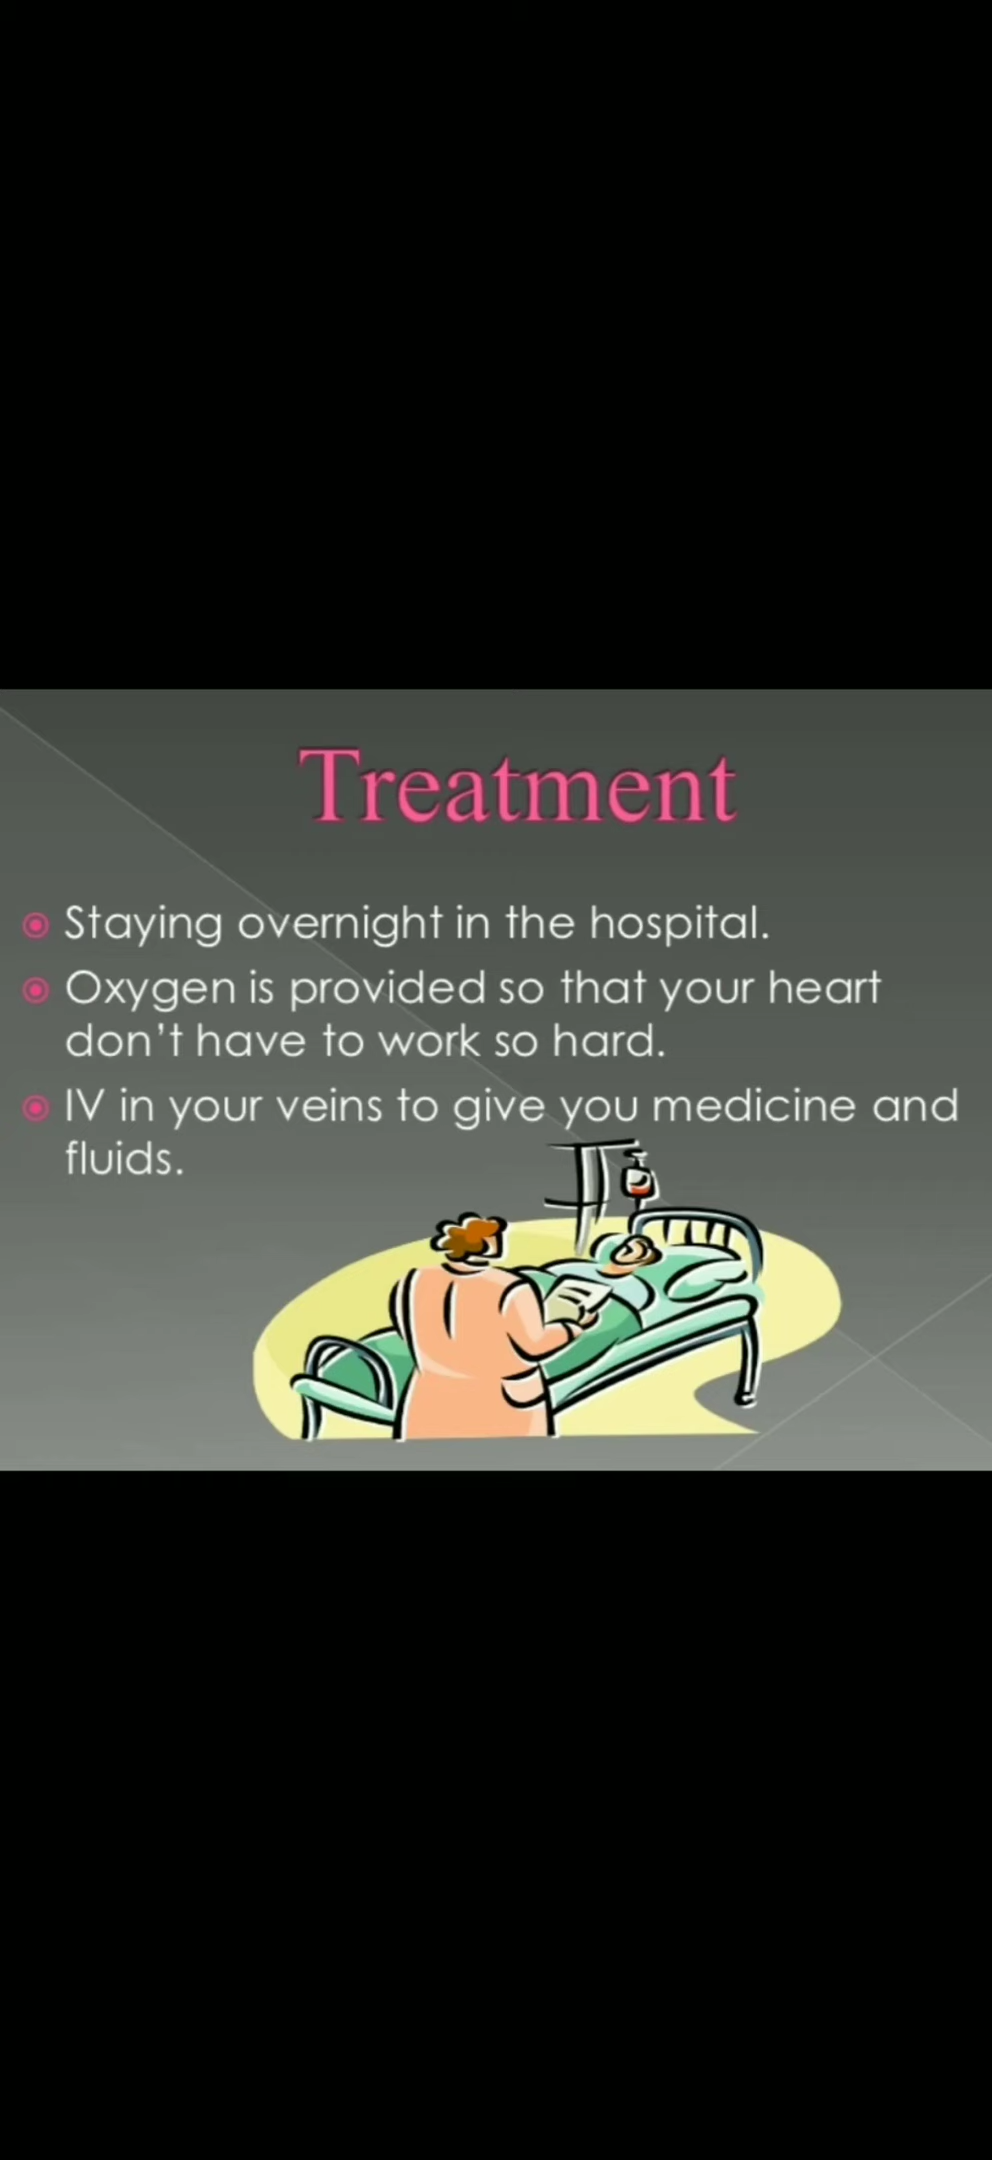 Treatment
Staying overnight in the hospital.
Oxygen is provided so that your heart
don't have to work so hard.
IV in your veins to give you medicine and
fluids.